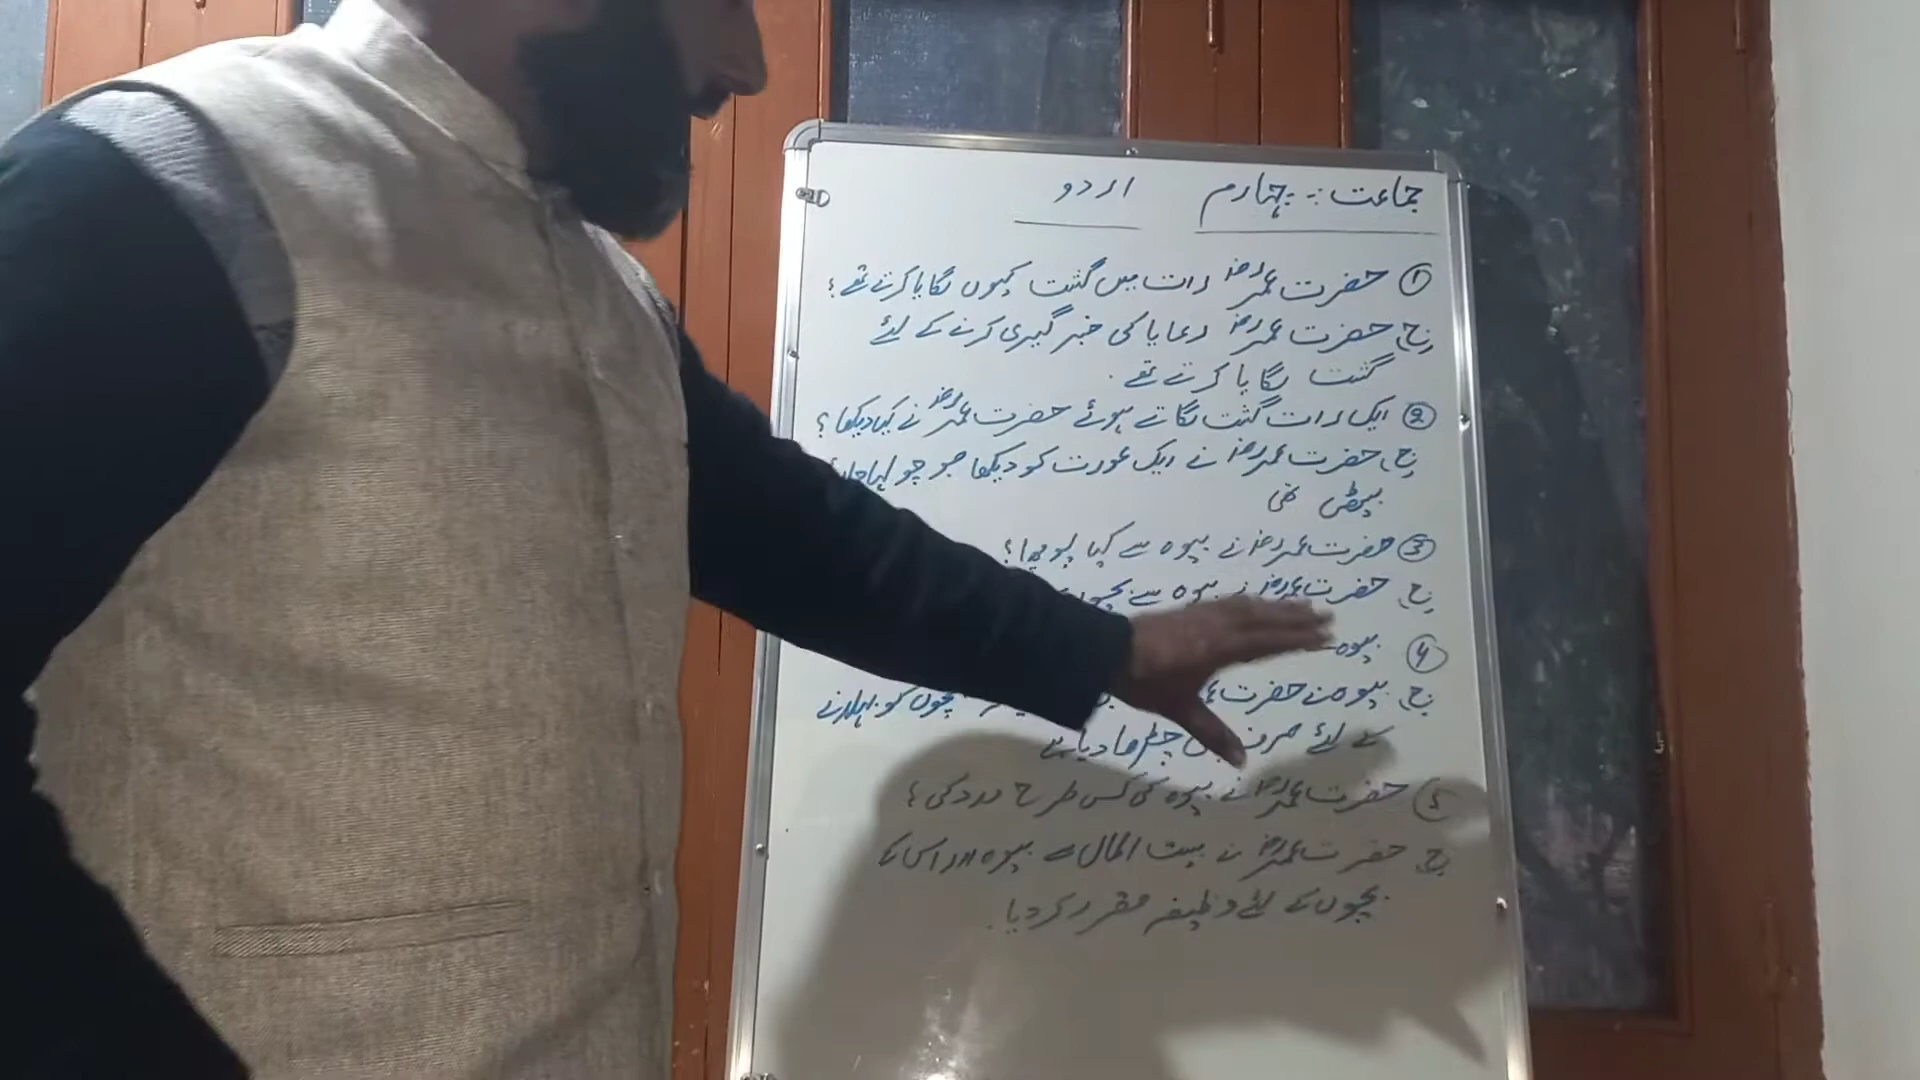 جماعت :- چہارم اردو
① حضرت عمرؓ رات میں گشت کیوں لگایا کرتے تھے ؟
ج) حضرت عمرؓ رعایا کی خبر گیری کرنے کے لئے
گشت لگایا کرتے تھے.
② ایک رات گشت لگاتے ہوئے حضرت عمرؓ نے کیا دیکھا ؟
ج) حضرت عمرؓ نے ایک عورت کو دیکھا جو چولہا
بیٹھی تھی
③ حضرت عمرؓ نے بیوہ سے کیا پوچھا ؟
ج) حضرت عمرؓ نے بیوہ سے
④ بیوہ
ج) بیوہ نے حضرت بچوں کو بہلانے
کے لئے صرف چڑھا دیا ہے
⑤ حضرت عمرؓ نے بیوہ کی کس طرح مدد کی ؟
ج) حضرت عمرؓ نے بیت المال سے بیوہ اور اس کے
بچوں کے لئے وظیفہ مقرر کر دیا.